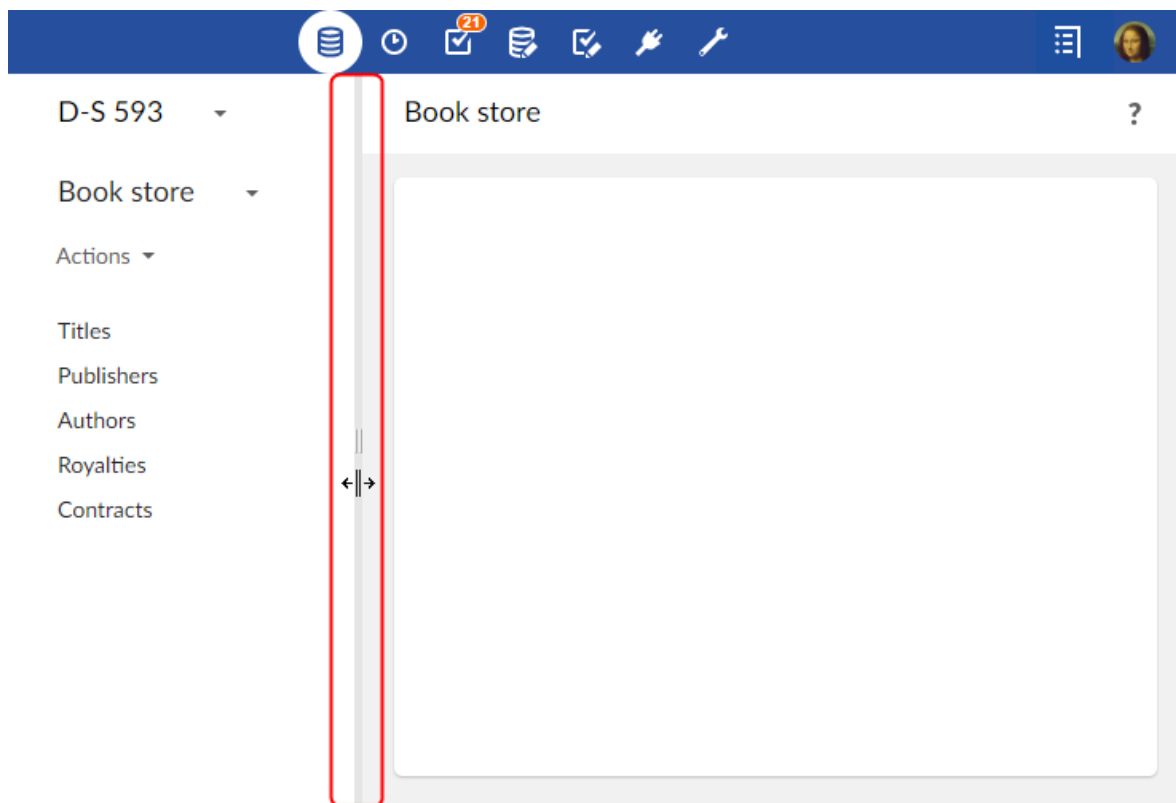 21
D-S 593
Book store
?
Book store
Actions
Titles
Publishers
Authors
Royalties
Contracts